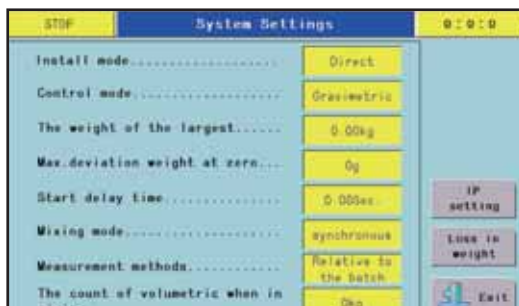 STOP System Settings 0:0:0
Install mode................... Direct
Control mode.................. Gravimetric
The weight of the largest...... 0.00kg
Max.deviation weight at zero... 0g
Start delay time.............. 0.00Sec.
Mixing mode................... synchronous
Measurement methods........... Relative to the batch
The count of volumetric when in 0kg
IP setting
Loss in weight
Exit